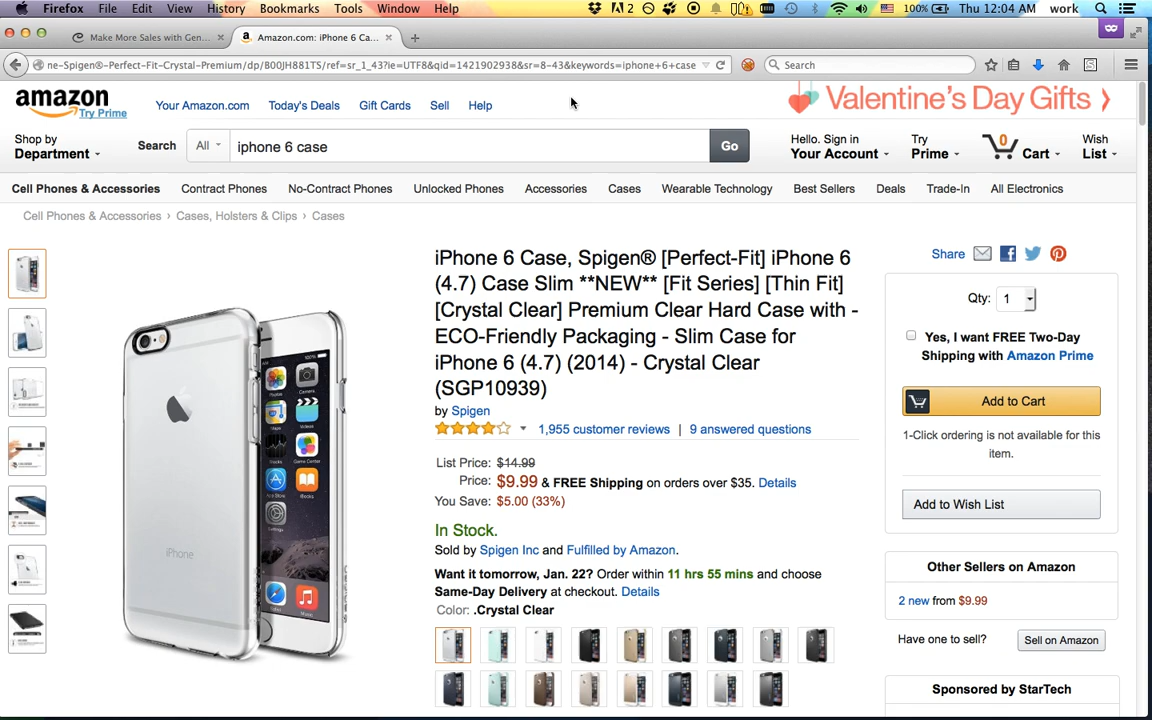 Firefox File Edit View History Bookmarks Tools Window Help 2 100% Thu 12:04 AM work
Make More Sales with Gen...
Amazon.com: iPhone 6 Ca...
ne-Spigen®-Perfect-Fit-Crystal-Premium/dp/B00JH881TS/ref=sr_1_43?ie=UTF8&qid=1421902938&sr=8-43&keywords=iphone+6+case
Search
amazon
Try Prime
Your Amazon.com Today's Deals Gift Cards Sell Help
Valentine's Day Gifts
Shop by
Department
Search All iphone 6 case Go
Hello. Sign in
Your Account
Try
Prime
0
Cart
Wish
List
Cell Phones & Accessories Contract Phones No-Contract Phones Unlocked Phones Accessories Cases Wearable Technology Best Sellers Deals Trade-In All Electronics
Cell Phones & Accessories › Cases, Holsters & Clips › Cases
iPhone
iPhone 6 Case, Spigen® [Perfect-Fit] iPhone 6
(4.7) Case Slim **NEW** [Fit Series] [Thin Fit]
[Crystal Clear] Premium Clear Hard Case with -
ECO-Friendly Packaging - Slim Case for
iPhone 6 (4.7) (2014) - Crystal Clear
(SGP10939)
by Spigen
1,955 customer reviews | 9 answered questions
List Price: $14.99
Price: $9.99 & FREE Shipping on orders over $35. Details
You Save: $5.00 (33%)
In Stock.
Sold by Spigen Inc and Fulfilled by Amazon.
Want it tomorrow, Jan. 22? Order within 11 hrs 55 mins and choose
Same-Day Delivery at checkout. Details
Color: .Crystal Clear
Share
Qty: 1
Yes, I want FREE Two-Day
Shipping with Amazon Prime
Add to Cart
1-Click ordering is not available for this
item.
Add to Wish List
Other Sellers on Amazon
2 new from $9.99
Have one to sell? Sell on Amazon
Sponsored by StarTech